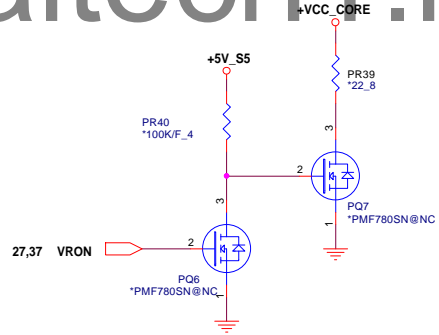 +VCC_CORE
+5V_S5
PR39
*22_8
PR40
*100K/F_4
3
3
2
PQ7
*PMF780SN@NC
1
27,37 VRON
2
PQ6
*PMF780SN@NC
1